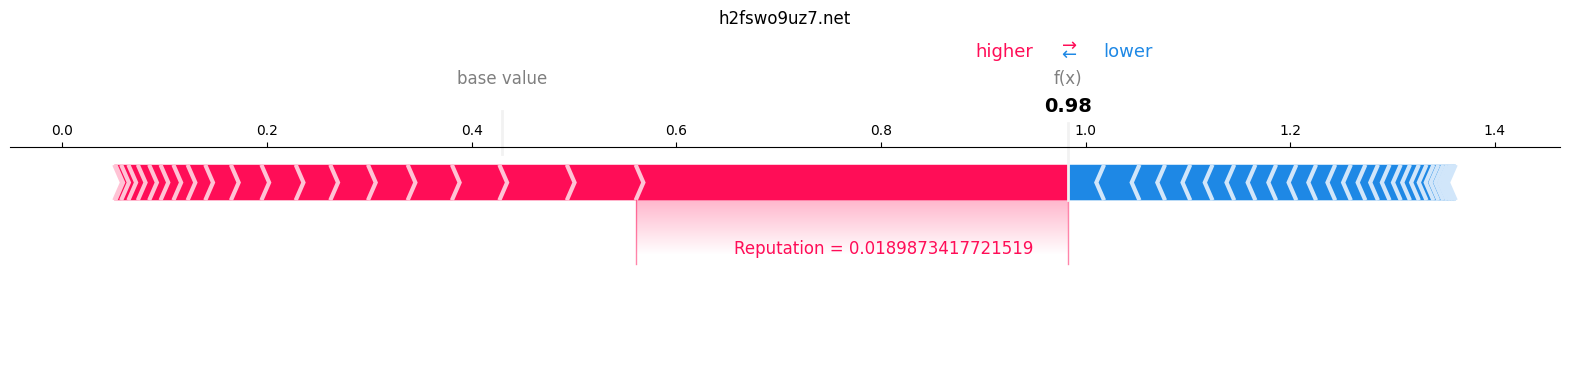 h2fswo9uz7.net
higher → ← lower
base value f(x)
0.98
0.0 0.2 0.4 0.6 0.8 1.0 1.2 1.4
Reputation = 0.0189873417721519